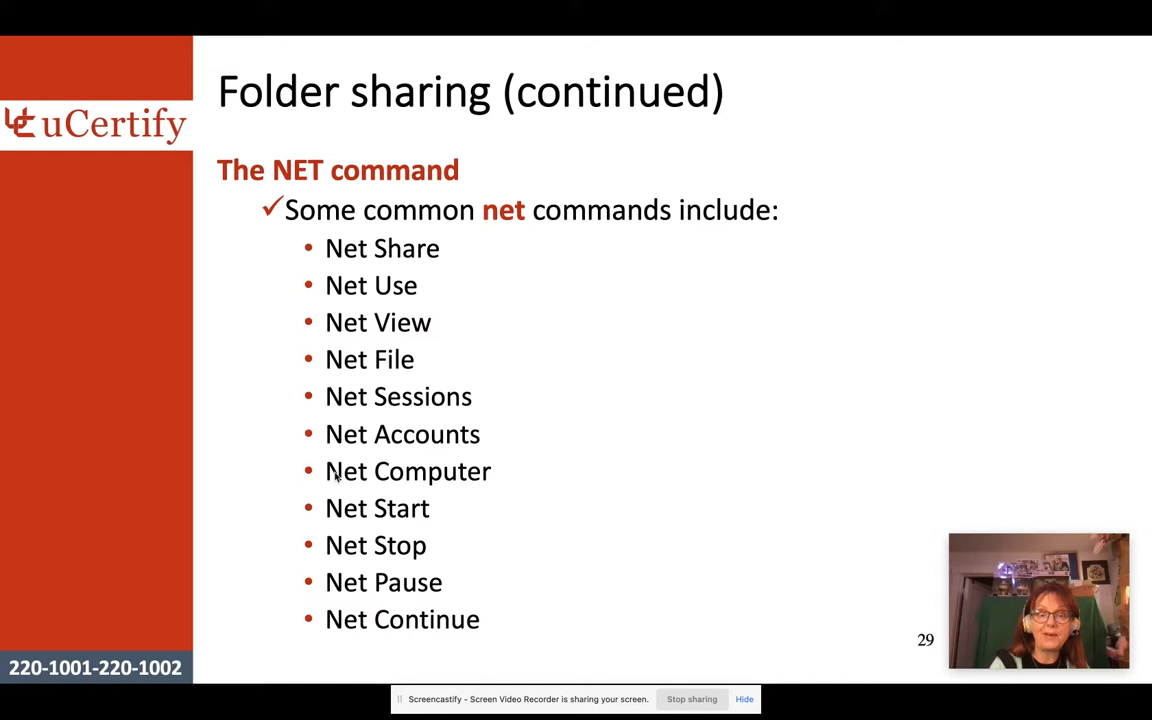 Folder sharing (continued)
uCertify
The NET command
✓Some common net commands include:
• Net Share
• Net Use
• Net View
• Net File
• Net Sessions
• Net Accounts
• Net Computer
• Net Start
• Net Stop
• Net Pause
• Net Continue
29
220-1001-220-1002
Screencastify - Screen Video Recorder is sharing your screen. Stop sharing Hide